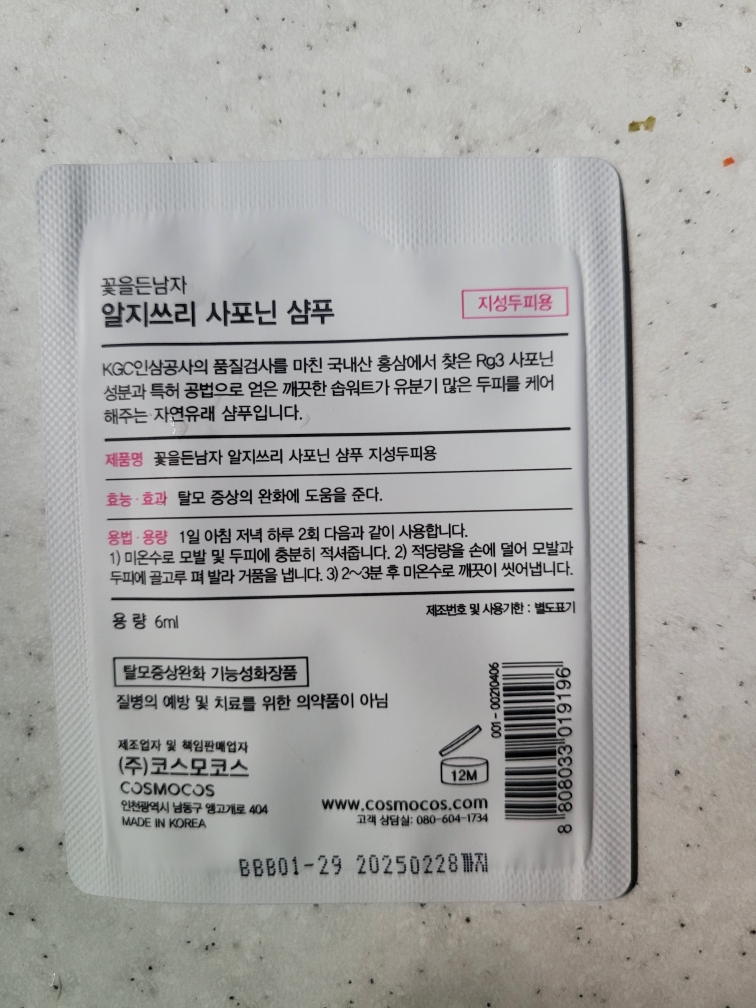 꽃을든남자
알지쓰리 사포닌 샴푸
지성두피용
KGC인삼공사의 품질검사를 마친 국내산 홍삼에서 찾은 Rg3 사포닌
성분과 특허 공법으로 얻은 깨끗한 솝워트가 유분기 많은 두피를 케어
해주는 자연유래 샴푸입니다.
제품명 꽃을든남자 알지쓰리 사포닌 샴푸 지성두피용
효능·효과 탈모 증상의 완화에 도움을 준다.
용법·용량 1일 아침 저녁 하루 2회 다음과 같이 사용합니다.
1) 미온수로 모발 및 두피에 충분히 적셔줍니다. 2) 적당량을 손에 덜어 모발과
두피에 골고루 펴 발라 거품을 냅니다. 3) 2~3분 후 미온수로 깨끗이 씻어냅니다.
용 량 6ml
제조번호 및 사용기한 : 별도표기
탈모증상완화 기능성화장품
질병의 예방 및 치료를 위한 의약품이 아님
제조업자 및 책임판매업자
(주)코스모코스
COSMOCOS
인천광역시 남동구 앵고개로 404
MADE IN KOREA
12M
www.cosmocos.com
고객 상담실: 080-604-1734
001-00210406
8 808033 019196
BBB01-29 20250228까지